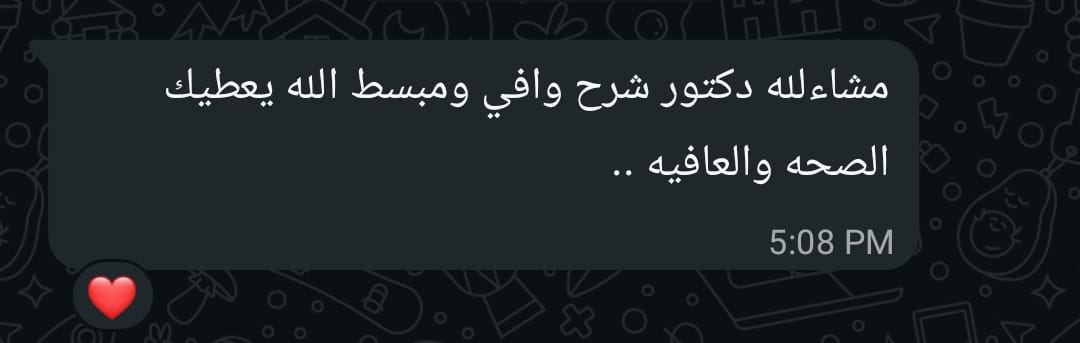 مشاءلله دكتور شرح وافي ومبسط الله يعطيك
الصحه والعافيه ..
5:08 PM